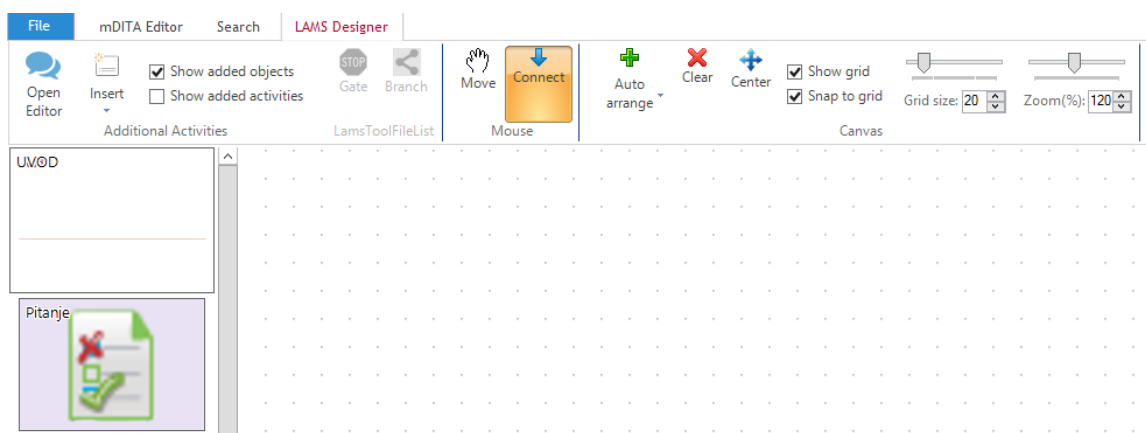 File mDITA Editor Search LAMS Designer
Open Editor
Insert
Show added objects
Show added activities
Additional Activities
STOP
Gate
Branch
LamsToolFileList
Move
Connect
Mouse
Auto arrange
Clear
Center
Show grid
Snap to grid
Grid size: 20
Zoom(%): 120
Canvas
Pitanje